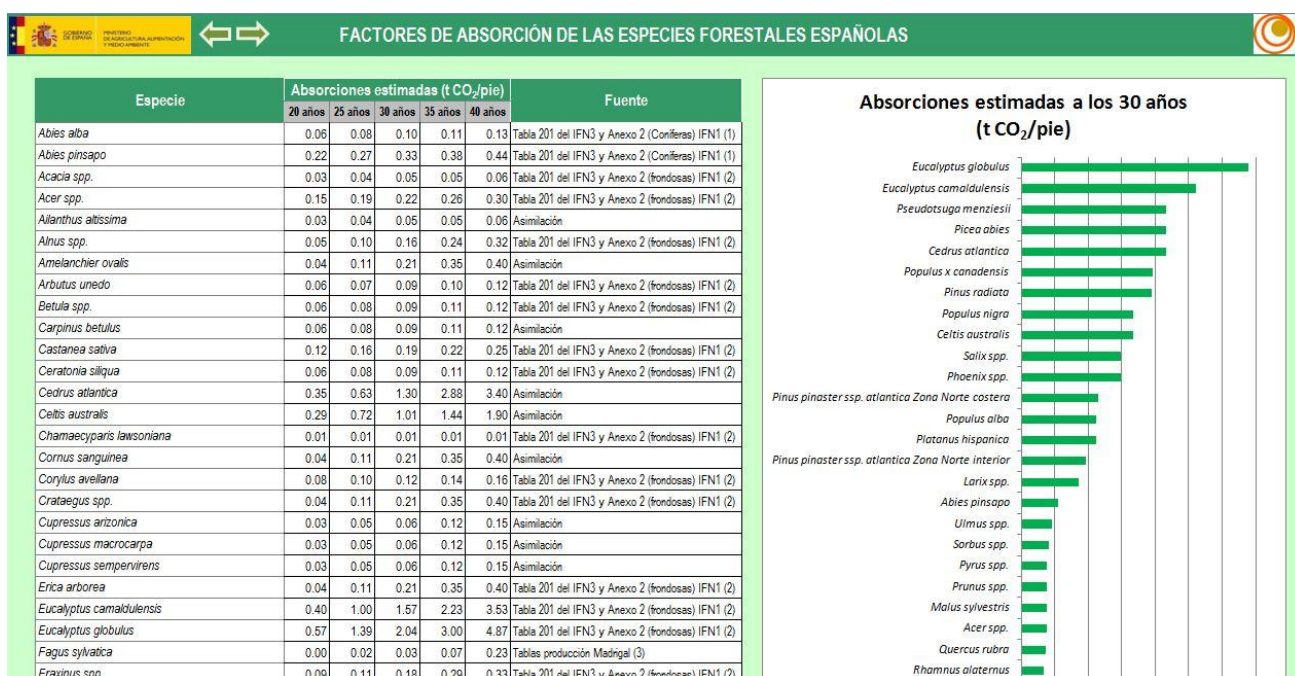 GOBIERNO
DE ESPAÑA
MINISTERIO
DE AGRICULTURA, ALIMENTACIÓN
Y MEDIO AMBIENTE
FACTORES DE ABSORCIÓN DE LAS ESPECIES FORESTALES ESPAÑOLAS
Especie Absorciones estimadas (t CO₂/pie) Fuente
20 años 25 años 30 años 35 años 40 años
Abies alba 0.06 0.08 0.10 0.11 0.13 Tabla 201 del IFN3 y Anexo 2 (Coníferas) IFN1 (1)
Abies pinsapo 0.22 0.27 0.33 0.38 0.44 Tabla 201 del IFN3 y Anexo 2 (Coníferas) IFN1 (1)
Acacia spp. 0.03 0.04 0.05 0.05 0.06 Tabla 201 del IFN3 y Anexo 2 (frondosas) IFN1 (2)
Acer spp. 0.15 0.19 0.22 0.26 0.30 Tabla 201 del IFN3 y Anexo 2 (frondosas) IFN1 (2)
Ailanthus altissima 0.03 0.04 0.05 0.05 0.06 Asimilación
Alnus spp. 0.05 0.10 0.16 0.24 0.32 Tabla 201 del IFN3 y Anexo 2 (frondosas) IFN1 (2)
Amelanchier ovalis 0.04 0.11 0.21 0.35 0.40 Asimilación
Arbutus unedo 0.06 0.07 0.09 0.10 0.12 Tabla 201 del IFN3 y Anexo 2 (frondosas) IFN1 (2)
Betula spp. 0.06 0.08 0.09 0.11 0.12 Tabla 201 del IFN3 y Anexo 2 (frondosas) IFN1 (2)
Carpinus betulus 0.06 0.08 0.09 0.11 0.12 Asimilación
Castanea sativa 0.12 0.16 0.19 0.22 0.25 Tabla 201 del IFN3 y Anexo 2 (frondosas) IFN1 (2)
Ceratonia siliqua 0.06 0.08 0.09 0.11 0.12 Tabla 201 del IFN3 y Anexo 2 (frondosas) IFN1 (2)
Cedrus atlantica 0.35 0.63 1.30 2.88 3.40 Asimilación
Celtis australis 0.29 0.72 1.01 1.44 1.90 Asimilación
Chamaecyparis lawsoniana 0.01 0.01 0.01 0.01 0.01 Tabla 201 del IFN3 y Anexo 2 (frondosas) IFN1 (2)
Cornus sanguinea 0.04 0.11 0.21 0.35 0.40 Asimilación
Corylus avellana 0.08 0.10 0.12 0.14 0.16 Tabla 201 del IFN3 y Anexo 2 (frondosas) IFN1 (2)
Crataegus spp. 0.04 0.11 0.21 0.35 0.40 Tabla 201 del IFN3 y Anexo 2 (frondosas) IFN1 (2)
Cupressus arizonica 0.03 0.05 0.06 0.12 0.15 Asimilación
Cupressus macrocarpa 0.03 0.05 0.06 0.12 0.15 Asimilación
Cupressus sempervirens 0.03 0.05 0.06 0.12 0.15 Asimilación
Erica arborea 0.04 0.11 0.21 0.35 0.40 Tabla 201 del IFN3 y Anexo 2 (frondosas) IFN1 (2)
Eucalyptus camaldulensis 0.40 1.00 1.57 2.23 3.53 Tabla 201 del IFN3 y Anexo 2 (frondosas) IFN1 (2)
Eucalyptus globulus 0.57 1.39 2.04 3.00 4.87 Tabla 201 del IFN3 y Anexo 2 (frondosas) IFN1 (2)
Fagus sylvatica 0.00 0.02 0.03 0.07 0.23 Tablas producción Madrigal (3)
Fraxinus spp. 0.09 0.11 0.18 0.29 0.33 Tabla 201 del IFN3 y Anexo 2 (frondosas) IFN1 (2)
Absorciones estimadas a los 30 años
(t CO₂/pie)
Eucalyptus globulus
Eucalyptus camaldulensis
Pseudotsuga menziesii
Picea abies
Cedrus atlantica
Populus x canadensis
Pinus radiata
Populus nigra
Celtis australis
Salix spp.
Phoenix spp.
Pinus pinaster ssp. atlantica Zona Norte costera
Populus alba
Platanus hispanica
Pinus pinaster ssp. atlantica Zona Norte interior
Larix spp.
Abies pinsapo
Ulmus spp.
Sorbus spp.
Pyrus spp.
Prunus spp.
Malus sylvestris
Acer spp.
Quercus rubra
Rhamnus alaternus